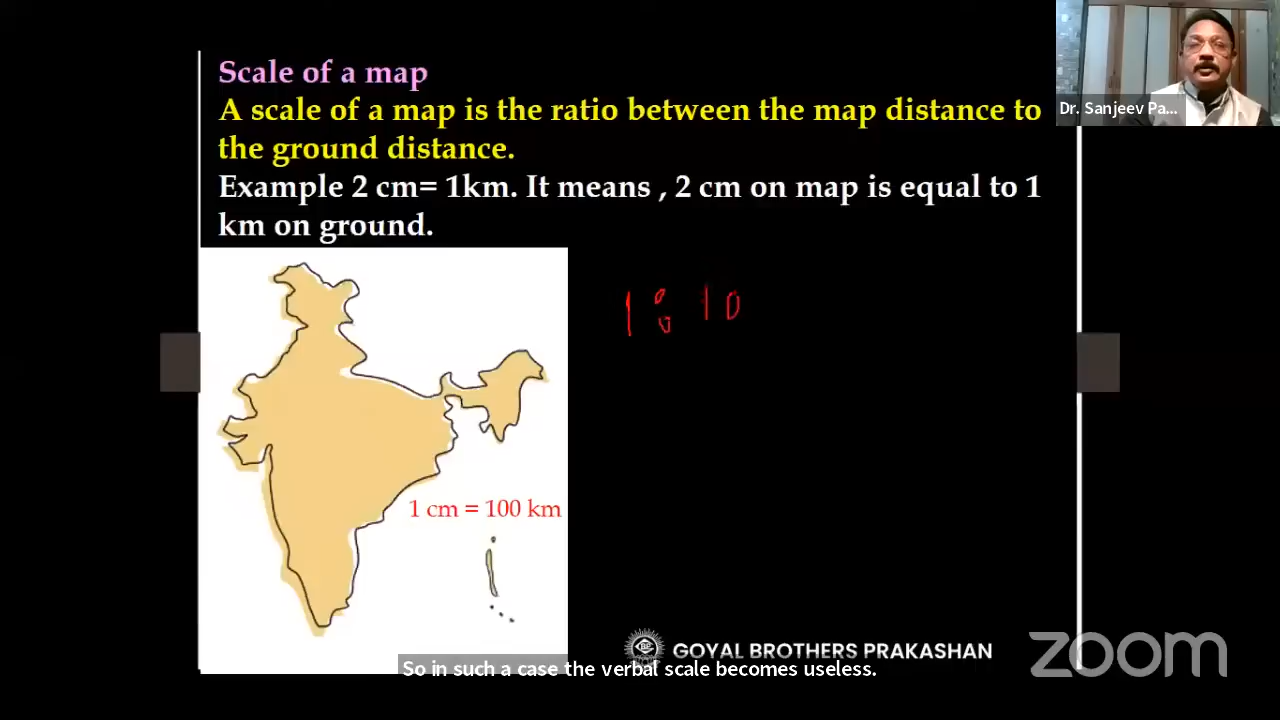 Scale of a map
A scale of a map is the ratio between the map distance to
the ground distance.
Example 2 cm= 1km. It means , 2 cm on map is equal to 1
km on ground.
Dr. Sanjeev Pa...
1 : 10
1 cm = 100 km
GOYAL BROTHERS PRAKASHAN
So in such a case the verbal scale becomes useless.
zoom